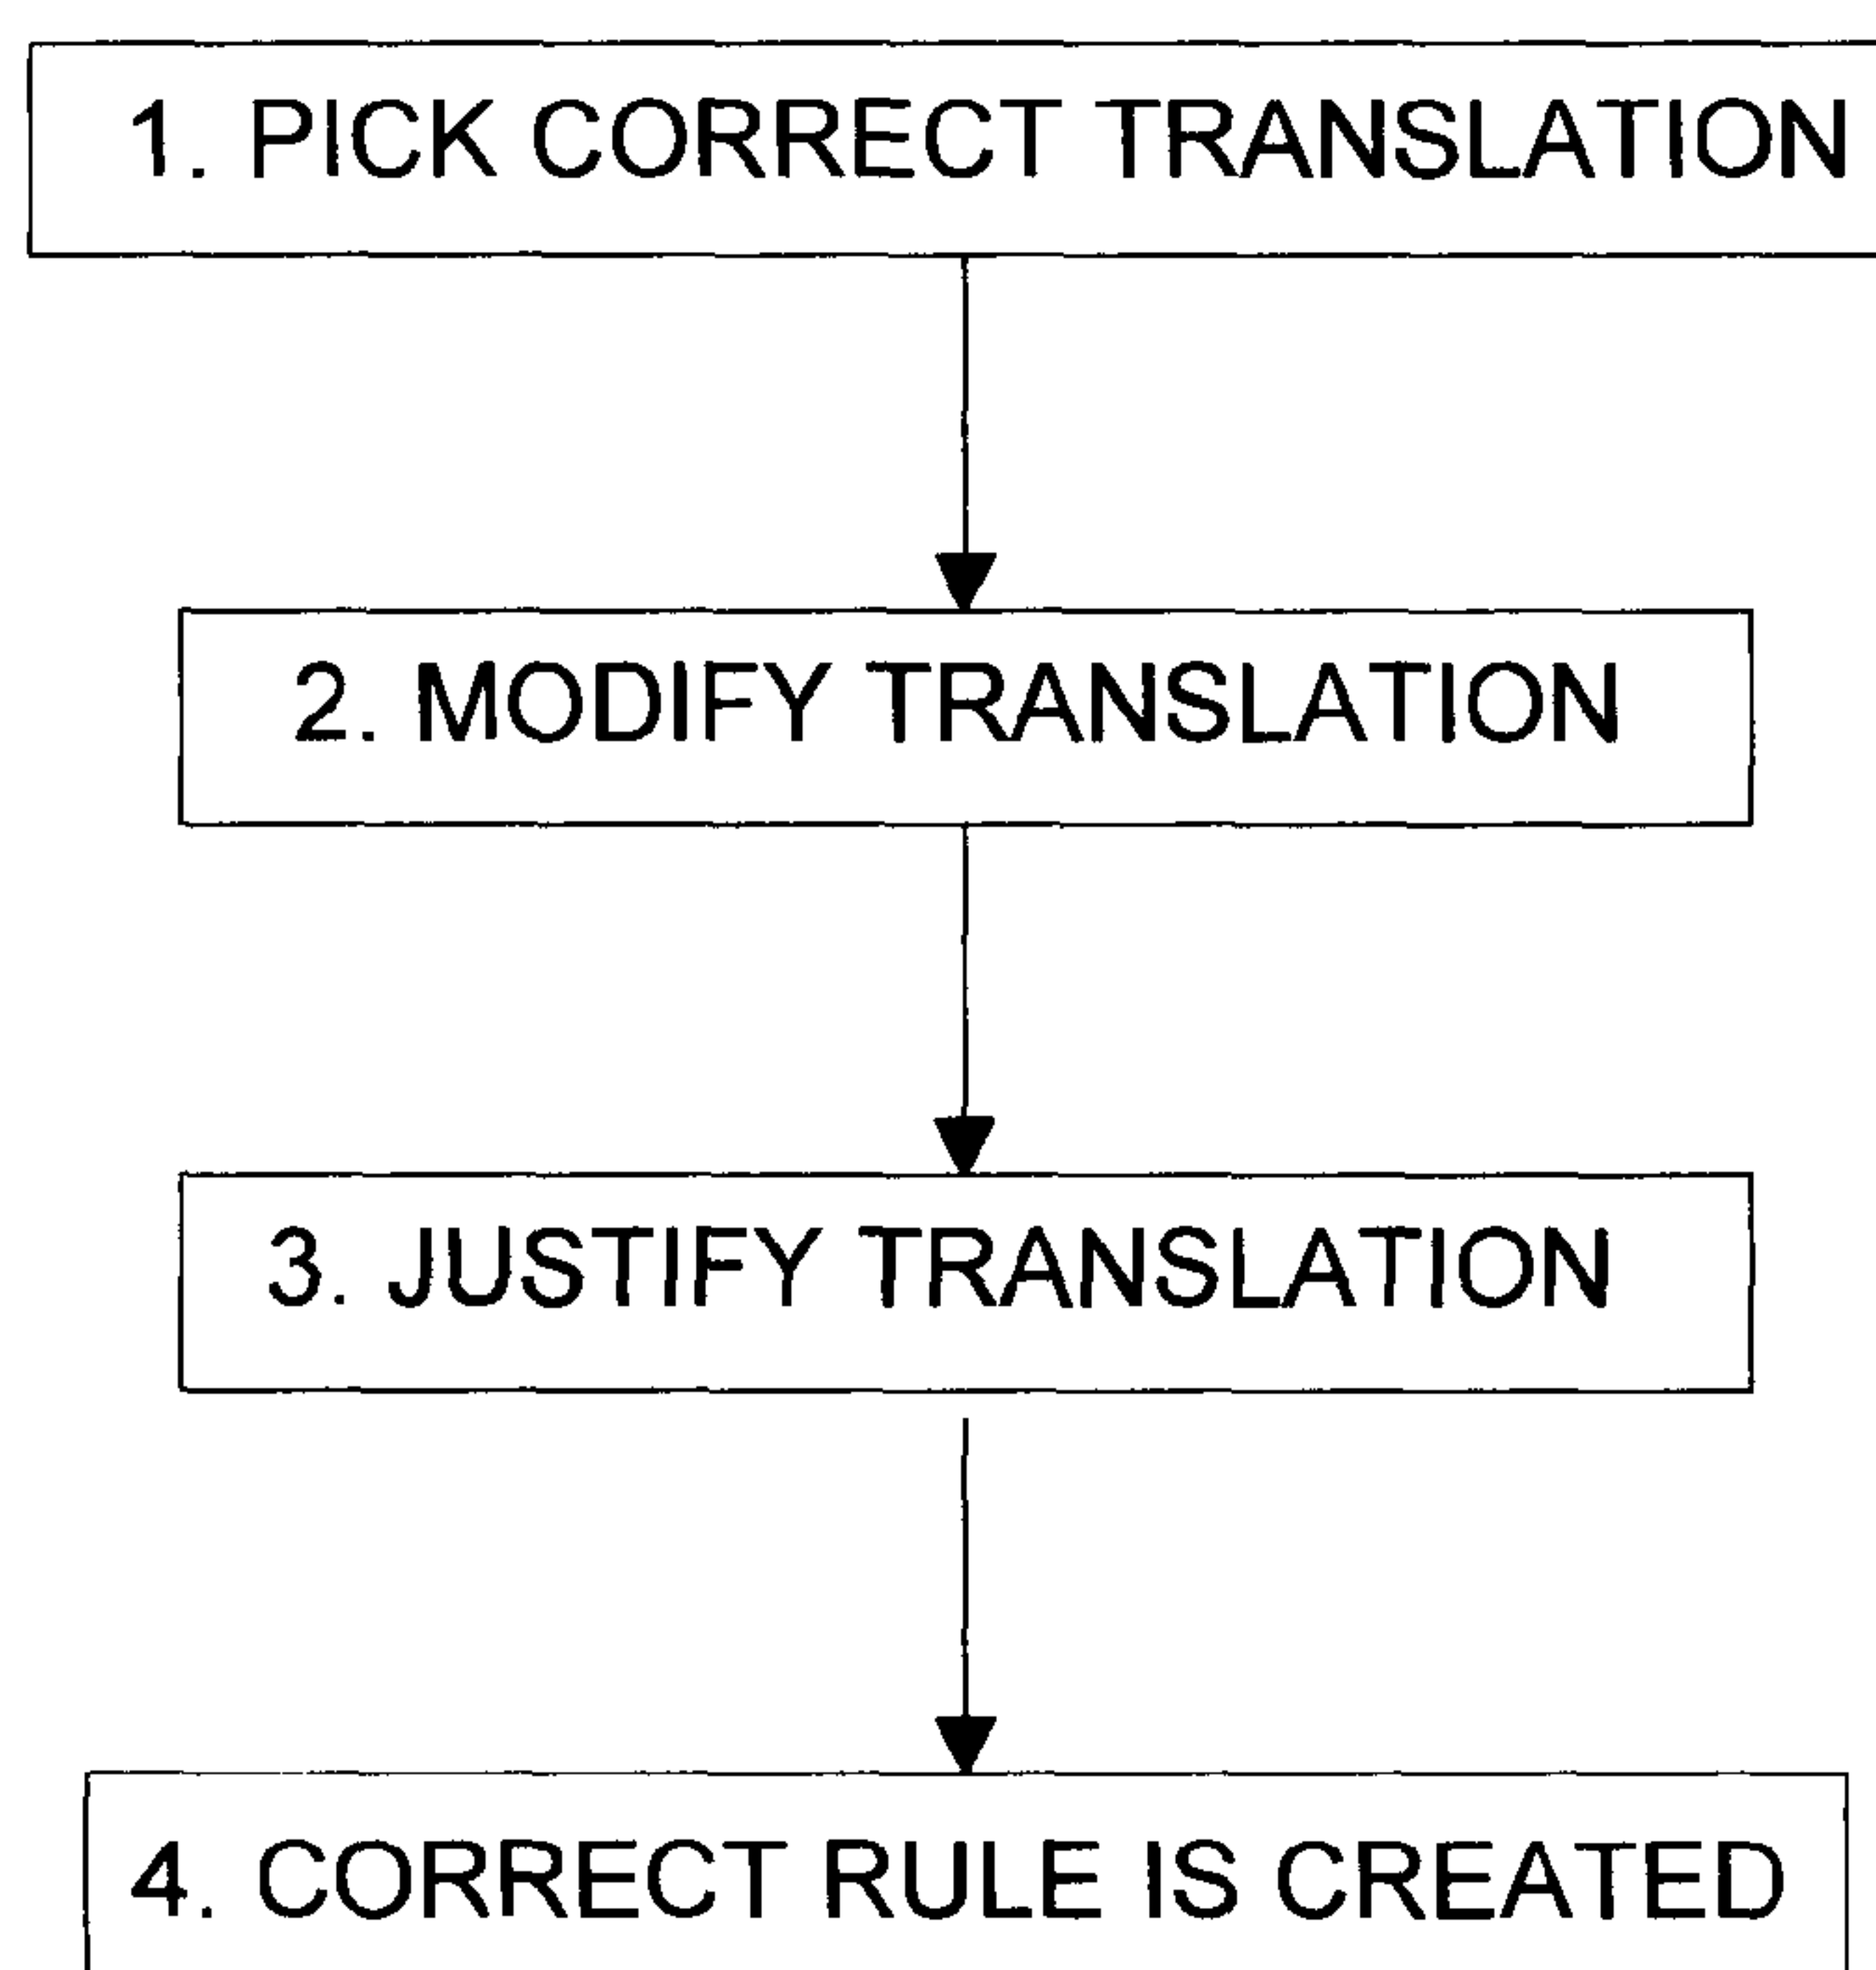 1. PICK CORRECT TRANSLATION
2. MODIFY TRANSLATION
3. JUSTIFY TRANSLATION
4. CORRECT RULE IS CREATED